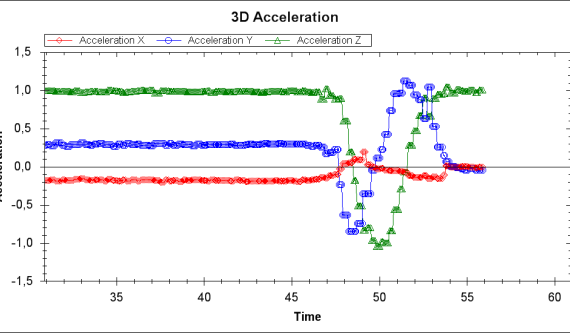 3D Acceleration
Acceleration X Acceleration Y Acceleration Z
1,5
1,0
0,5
0,0
-0,5
-1,0
-1,5
Acceleration
35 40 45 50 55 60
Time